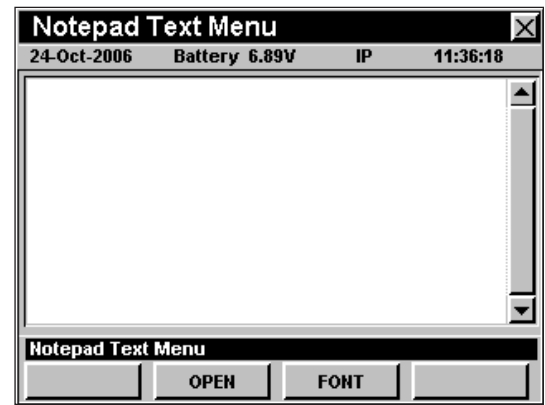 Notepad Text Menu
24-Oct-2006 Battery 6.89V IP 11:36:18
Notepad Text Menu
OPEN FONT